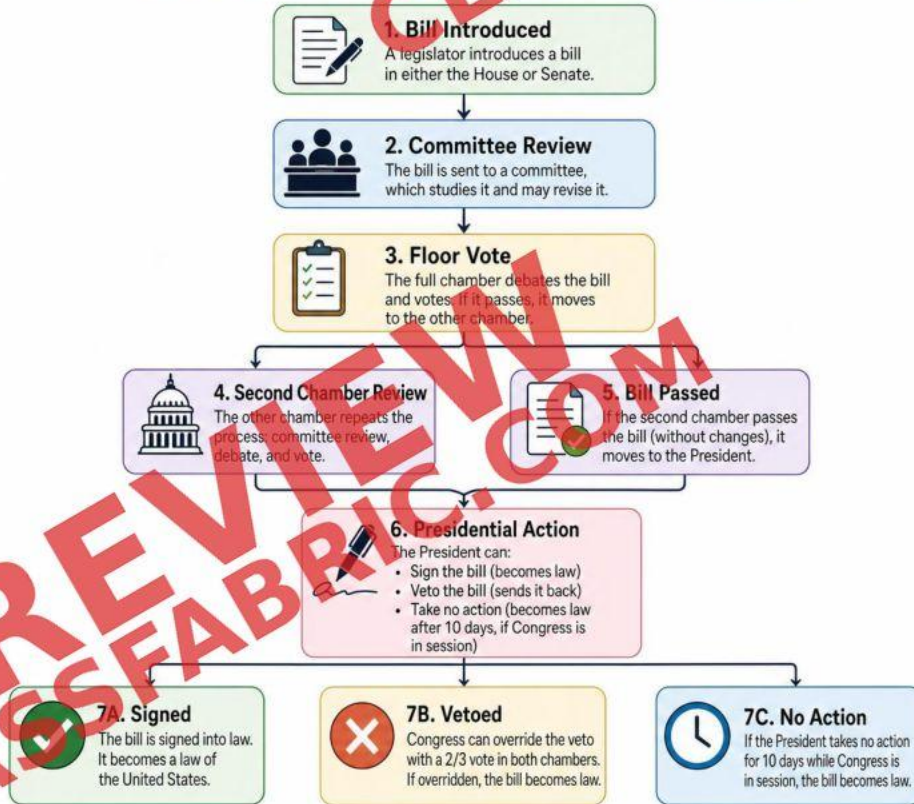 1. Bill Introduced
A legislator introduces a bill
in either the House or Senate.
2. Committee Review
The bill is sent to a committee,
which studies it and may revise it.
3. Floor Vote
The full chamber debates the bill
and votes. If it passes, it moves
to the other chamber.
4. Second Chamber Review
The other chamber repeats the
process: committee review,
debate, and vote.
5. Bill Passed
If the second chamber passes
the bill (without changes), it
moves to the President.
6. Presidential Action
The President can:
• Sign the bill (becomes law)
• Veto the bill (sends it back)
• Take no action (becomes law
after 10 days, if Congress is
in session)
7A. Signed
The bill is signed into law.
It becomes a law of
the United States.
7B. Vetoed
Congress can override the veto
with a 2/3 vote in both chambers.
If overridden, the bill becomes law.
7C. No Action
If the President takes no action
for 10 days while Congress is
in session, the bill becomes law.
REVIEW
ASSFABRIC.COM